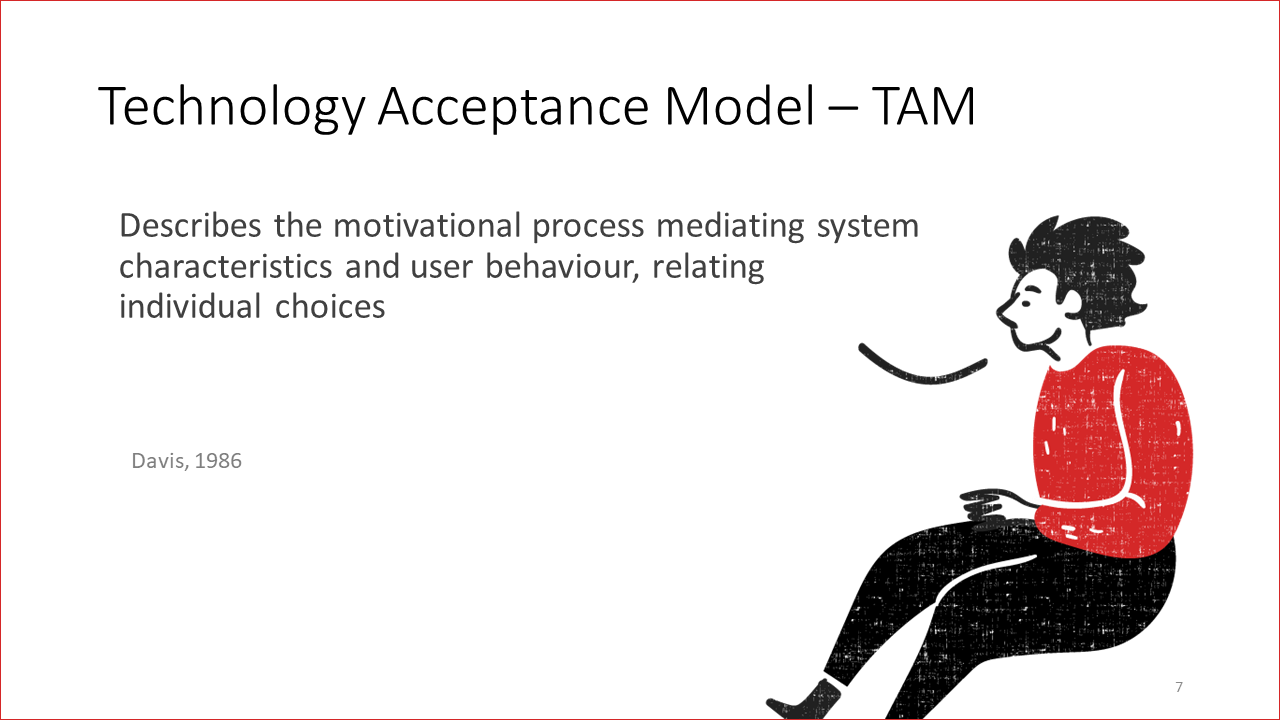 Technology Acceptance Model – TAM
Describes the motivational process mediating system
characteristics and user behaviour, relating
individual choices
Davis, 1986
7